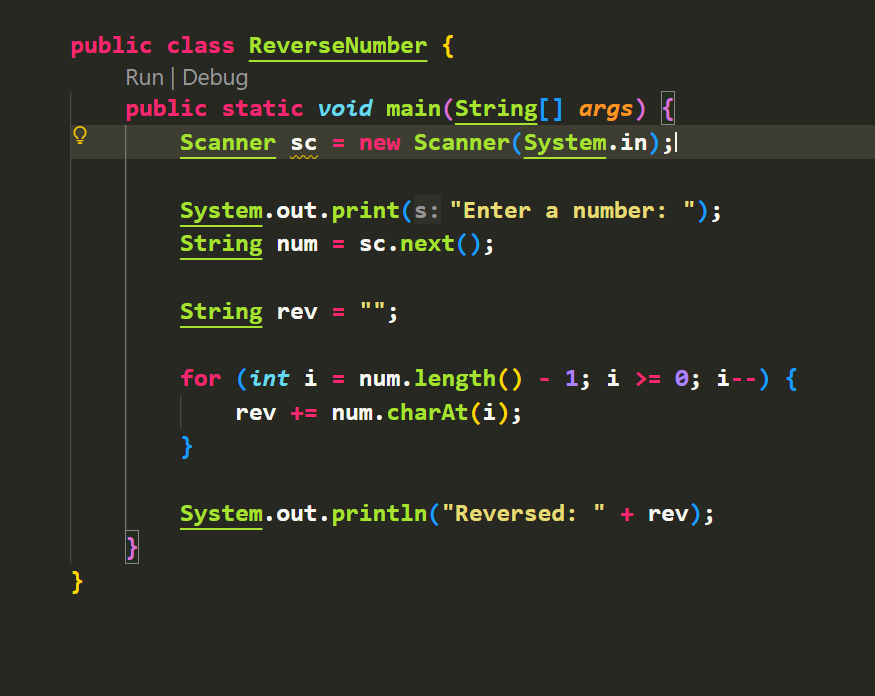 public class ReverseNumber {
Run | Debug
public static void main(String[] args) {
Scanner sc = new Scanner(System.in);
System.out.print(s: "Enter a number: ");
String num = sc.next();
String rev = "";
for (int i = num.length() - 1; i >= 0; i--) {
rev += num.charAt(i);
}
System.out.println("Reversed: " + rev);
}
}